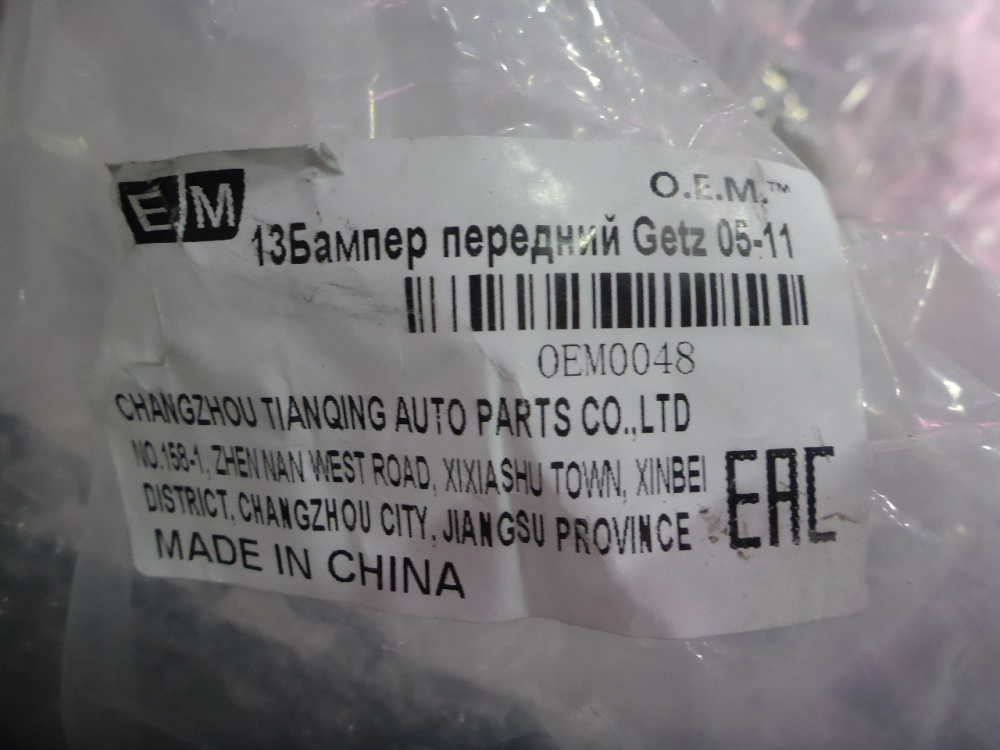 EM
O.E.M.™
13Бампер передний Getz 05-11
OEM0048
CHANGZHOU TIANQING AUTO PARTS CO.,LTD
NO.158-1, ZHEN NAN WEST ROAD, XIXIASHU TOWN, XINBEI
DISTRICT, CHANGZHOU CITY, JIANGSU PROVINCE
EAC
MADE IN CHINA